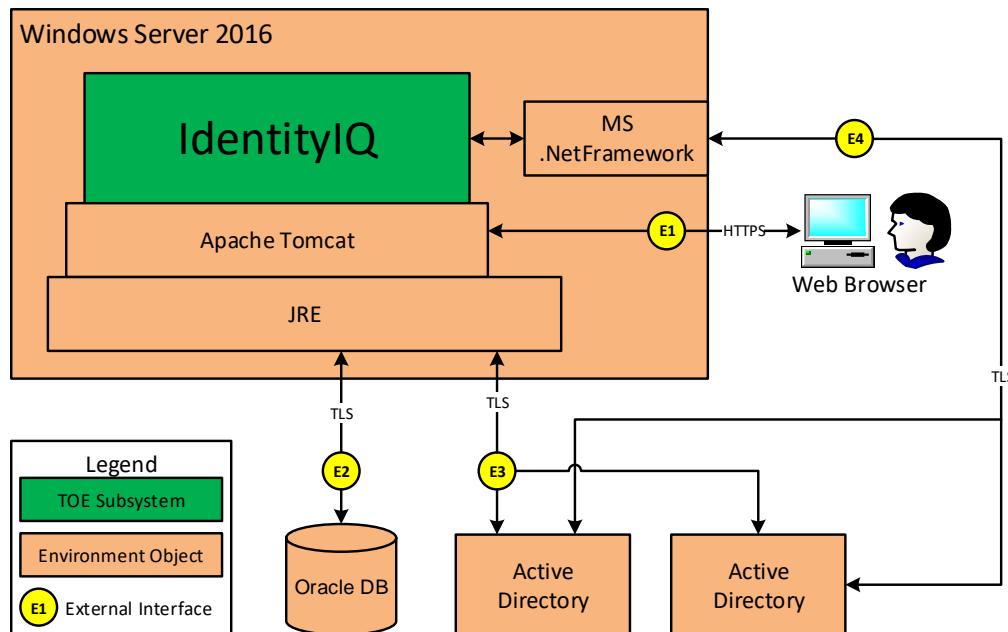 Windows Server 2016
IdentityIQ
MS
.NetFramework
E4
Apache Tomcat
E1
HTTPS
Web Browser
JRE
TLS
TLS
TLS
Legend
TOE Subsystem
Environment Object
E1 External Interface
E2
E3
Oracle DB
Active
Directory
Active
Directory